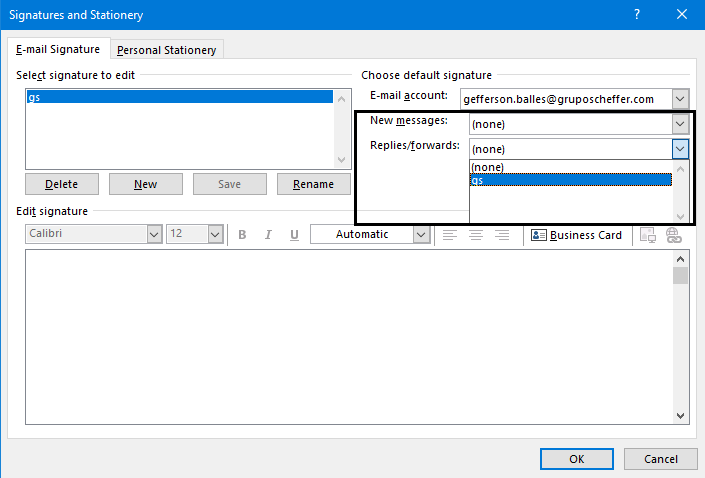 Signatures and Stationery
?
E-mail Signature
Personal Stationery
Select signature to edit
gs
Delete
New
Save
Rename
Choose default signature
E-mail account:
gefferson.balles@gruposcheffer.com
New messages:
(none)
Replies/forwards:
(none)
(none)
gs
Edit signature
Calibri
12
B
I
U
Automatic
Business Card
OK
Cancel